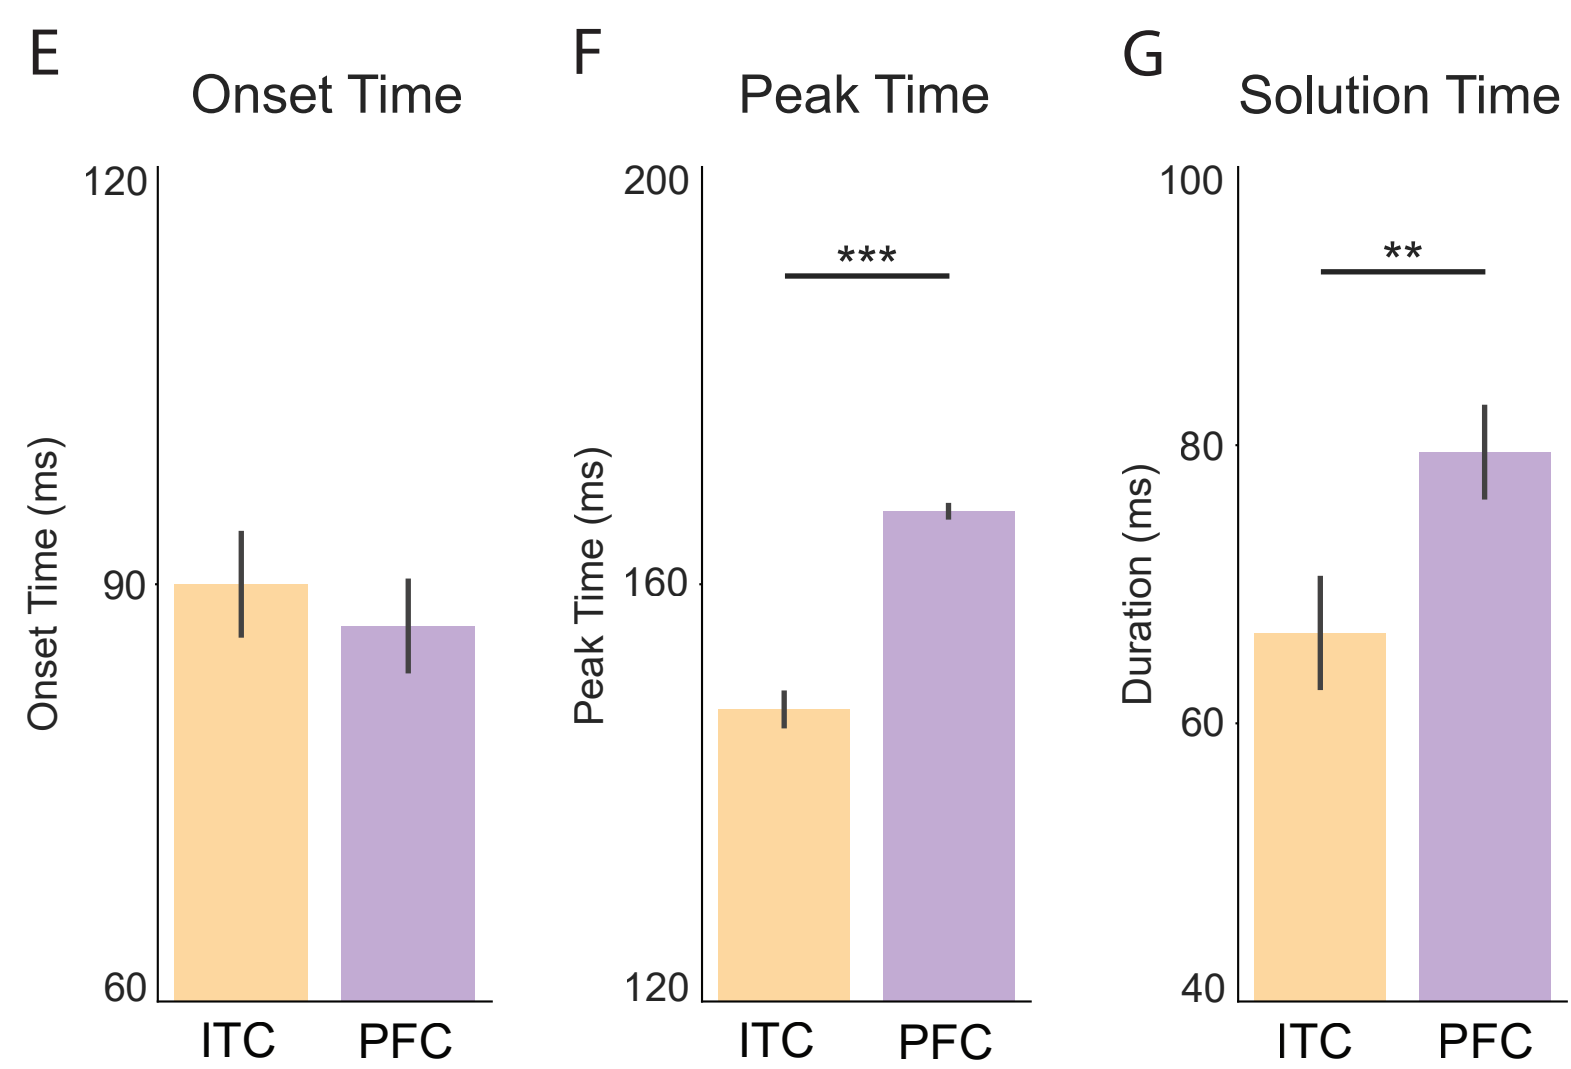 E
Onset Time
120
90
60
Onset Time (ms)
ITC
PFC
F
Peak Time
200
***
160
120
Peak Time (ms)
ITC
PFC
G
Solution Time
100
**
80
60
40
Duration (ms)
ITC
PFC